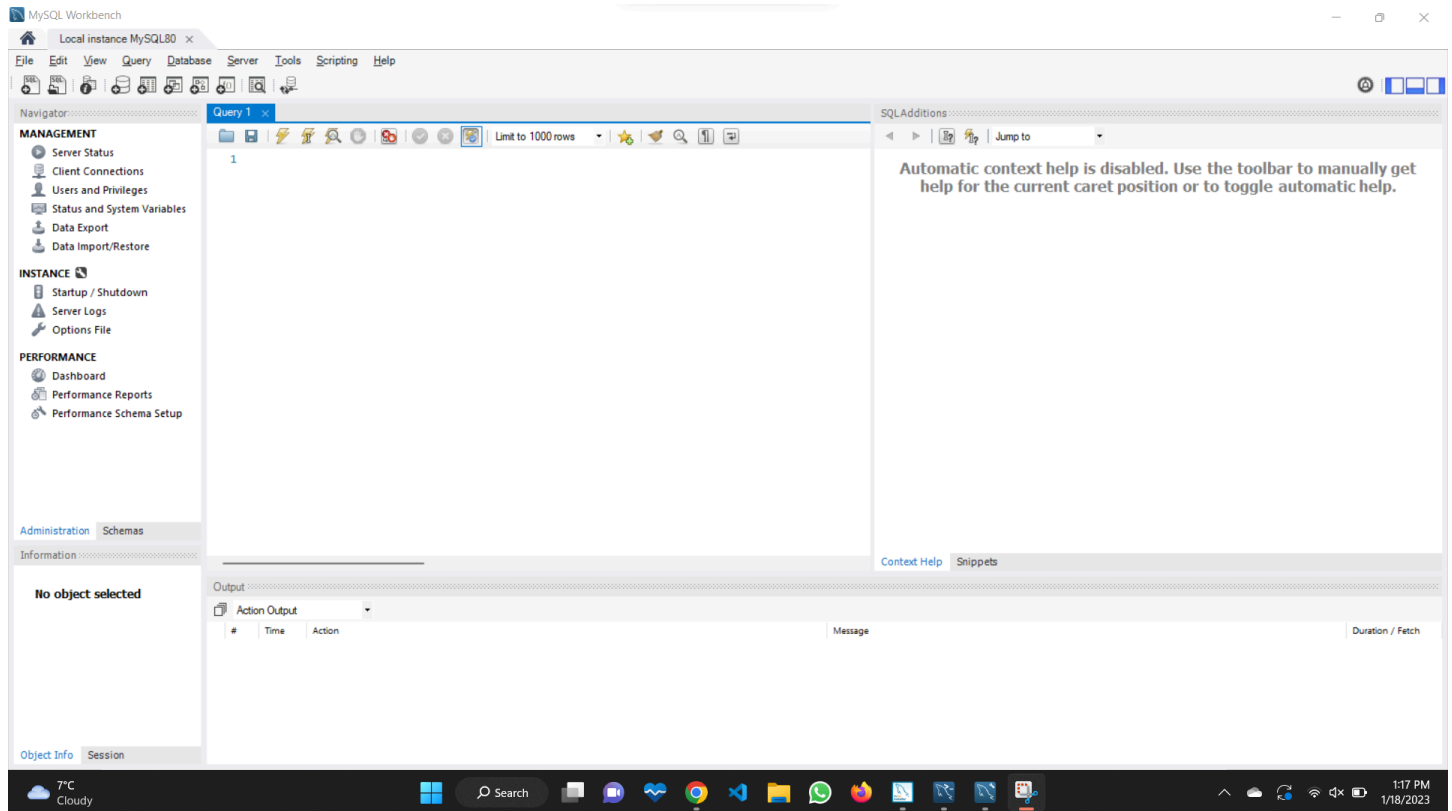 MySQL Workbench
Local instance MySQL80
File Edit View Query Database Server Tools Scripting Help
Navigator
MANAGEMENT
Server Status
Client Connections
Users and Privileges
Status and System Variables
Data Export
Data Import/Restore
INSTANCE
Startup / Shutdown
Server Logs
Options File
PERFORMANCE
Dashboard
Performance Reports
Performance Schema Setup
Administration Schemas
Information
No object selected
Object Info Session
Query 1
Limit to 1000 rows
1
SQLAdditions
Jump to
Automatic context help is disabled. Use the toolbar to manually get
help for the current caret position or to toggle automatic help.
Context Help Snippets
Output
Action Output
# Time Action Message Duration / Fetch
7°C
Cloudy
Search
1:17 PM
1/18/2023